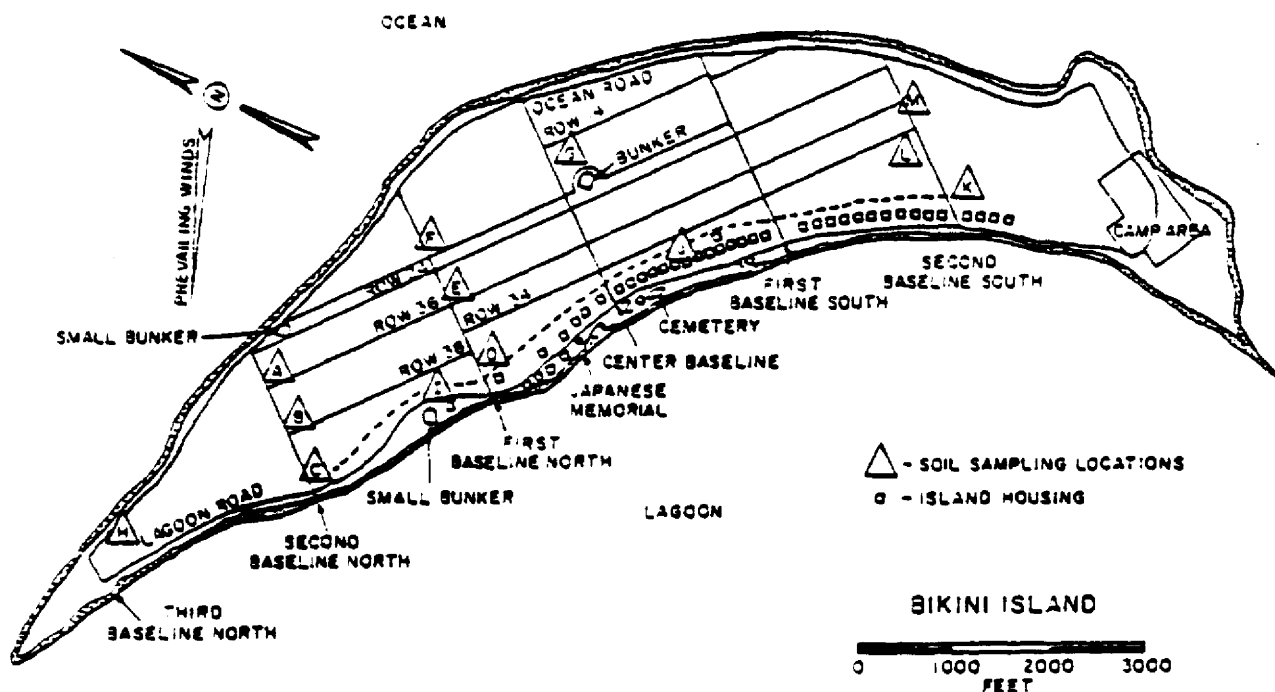 OCEAN
N
PREVAILING WINDS
OCEAN ROAD
ROW 4
G
BUNKER
M
L
K
F
E
ROW 36
ROW 34
ROW 38
SMALL BUNKER
A
B
C
D
I
J
CAMP AREA
SECOND
BASELINE SOUTH
FIRST
BASELINE SOUTH
CEMETERY
CENTER BASELINE
JAPANESE
MEMORIAL
FIRST
BASELINE NORTH
SMALL BUNKER
LAGOON ROAD
H
SECOND
BASELINE NORTH
THIRD
BASELINE NORTH
LAGOON
- SOIL SAMPLING LOCATIONS
- ISLAND HOUSING
BIKINI ISLAND
0 1000 2000 3000
FEET